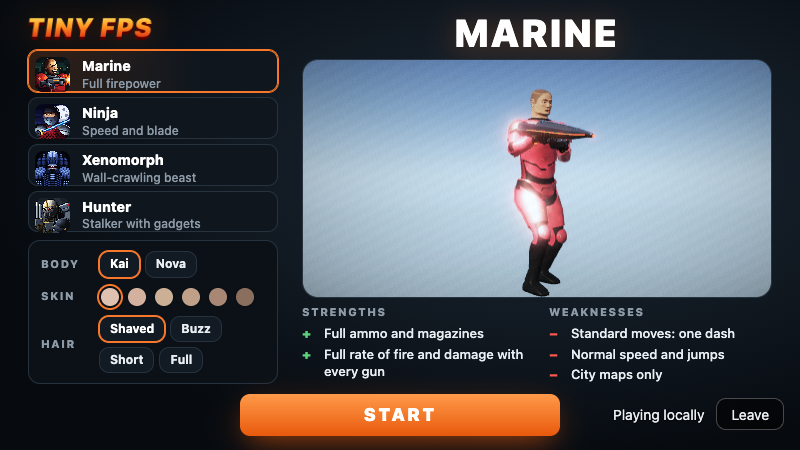 TINY FPS
Marine
Full firepower
Ninja
Speed and blade
Xenomorph
Wall-crawling beast
Hunter
Stalker with gadgets
BODY
Kai
Nova
SKIN
HAIR
Shaved
Buzz
Short
Full
MARINE
STRENGTHS
+ Full ammo and magazines
+ Full rate of fire and damage with
every gun
WEAKNESSES
– Standard moves: one dash
– Normal speed and jumps
– City maps only
START
Playing locally
Leave